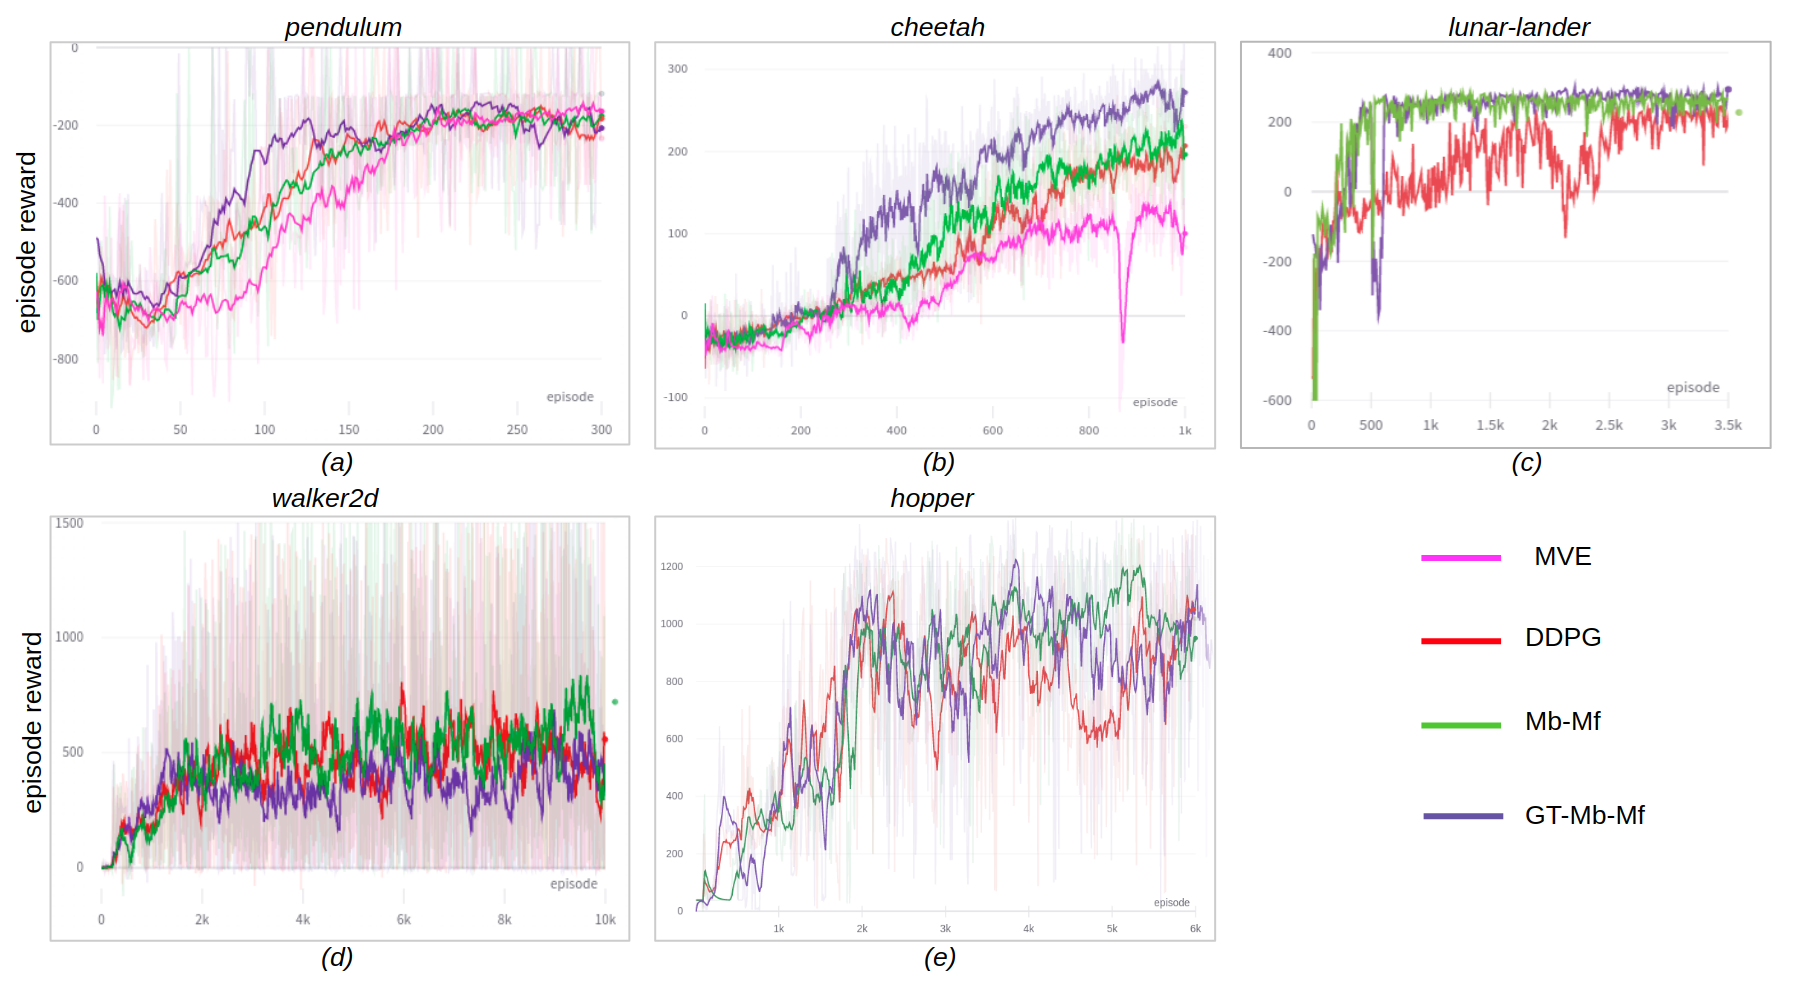 pendulum
cheetah
lunar-lander
episode reward
0
-200
-400
-600
-800
episode
0
50
100
150
200
250
300
300
200
100
0
-100
episode
0
200
400
600
800
1k
400
200
0
-200
-400
-600
episode
0
500
1k
1.5k
2k
2.5k
3k
3.5k
(a)
(b)
(c)
walker2d
hopper
episode reward
1500
1000
500
0
episode
0
2k
4k
6k
8k
10k
1200
1000
800
600
400
200
0
episode
1k
2k
3k
4k
5k
6k
MVE
DDPG
Mb-Mf
GT-Mb-Mf
(d)
(e)